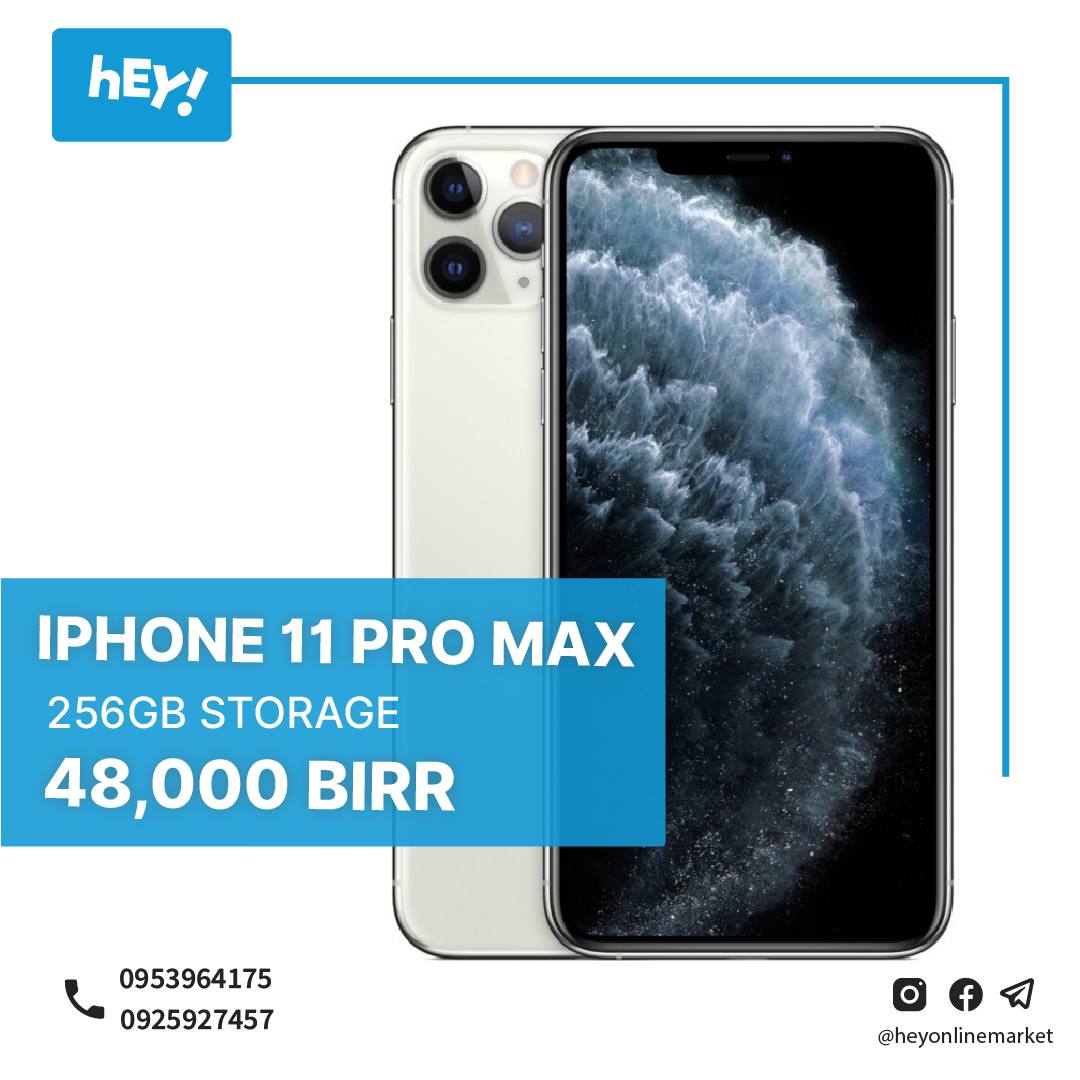 hEY!
IPHONE 11 PRO MAX
256GB STORAGE
48,000 BIRR
0953964175
0925927457
@heyonlinemarket